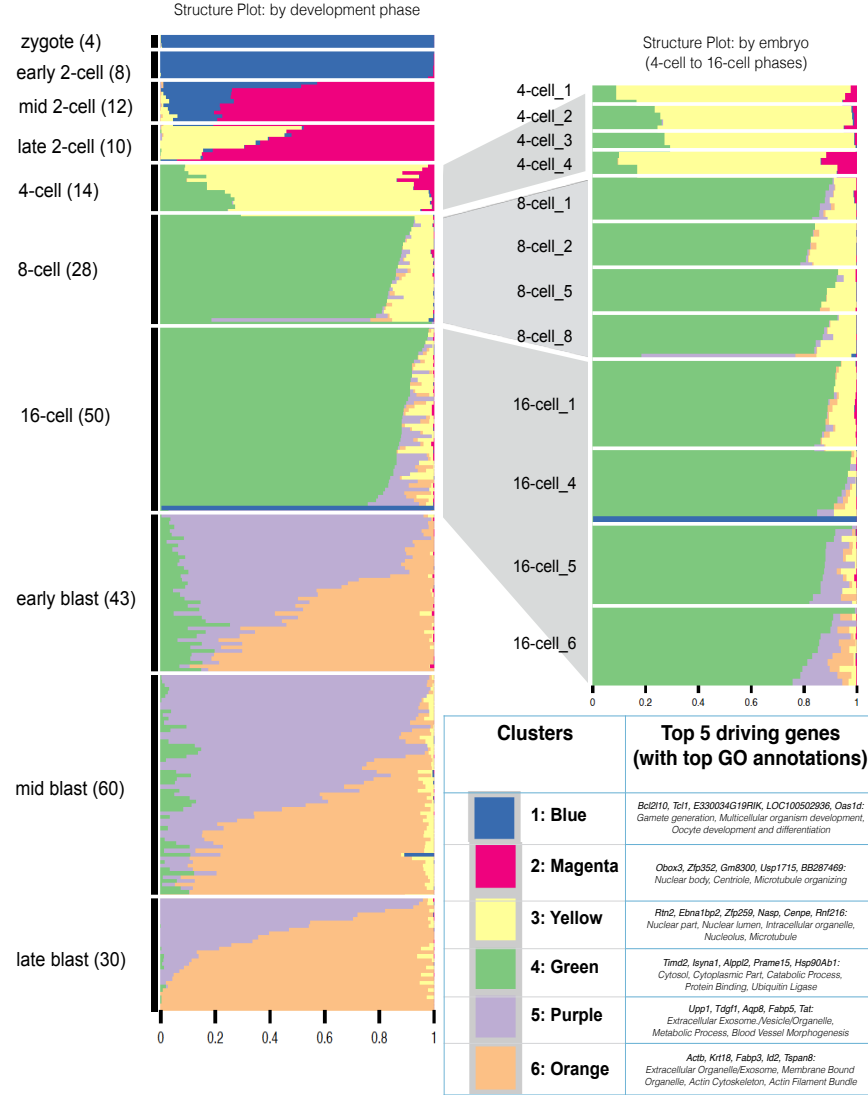 Structure Plot: by development phase
zygote (4)
early 2-cell (8)
mid 2-cell (12)
late 2-cell (10)
4-cell (14)
8-cell (28)
16-cell (50)
early blast (43)
mid blast (60)
late blast (30)
0 0.2 0.4 0.6 0.8 1
Structure Plot: by embryo
(4-cell to 16-cell phases)
4-cell_1
4-cell_2
4-cell_3
4-cell_4
8-cell_1
8-cell_2
8-cell_5
8-cell_8
16-cell_1
16-cell_4
16-cell_5
16-cell_6
0 0.2 0.4 0.6 0.8 1
Clusters
Top 5 driving genes
(with top GO annotations)
1: Blue
Bcl2l10, Tcl1, E330034G19RIK, LOC100502936, Oas1d:
Gamete generation, Multicellular organism development,
Oocyte development and differentiation
2: Magenta
Obox3, Zfp352, Gm8300, Usp1715, BB287469:
Nuclear body, Centriole, Microtubule organizing
3: Yellow
Rtn2, Ebna1bp2, Zfp259, Nasp, Cenpe, Rnf216:
Nuclear part, Nuclear lumen, Intracellular organelle,
Nucleolus, Microtubule
4: Green
Timd2, Isyna1, Alppl2, Prame15, Hsp90Ab1:
Cytosol, Cytoplasmic Part, Catabolic Process,
Protein Binding, Ubiquitin Ligase
5: Purple
Upp1, Tdgf1, Aqp8, Fabp5, Tat:
Extracellular Exosome./Vesicle/Organelle,
Metabolic Process, Blood Vessel Morphogenesis
6: Orange
Actb, Krt18, Fabp3, Id2, Tspan8:
Extracellular Organelle/Exosome, Membrane Bound
Organelle, Actin Cytoskeleton, Actin Filament Bundle